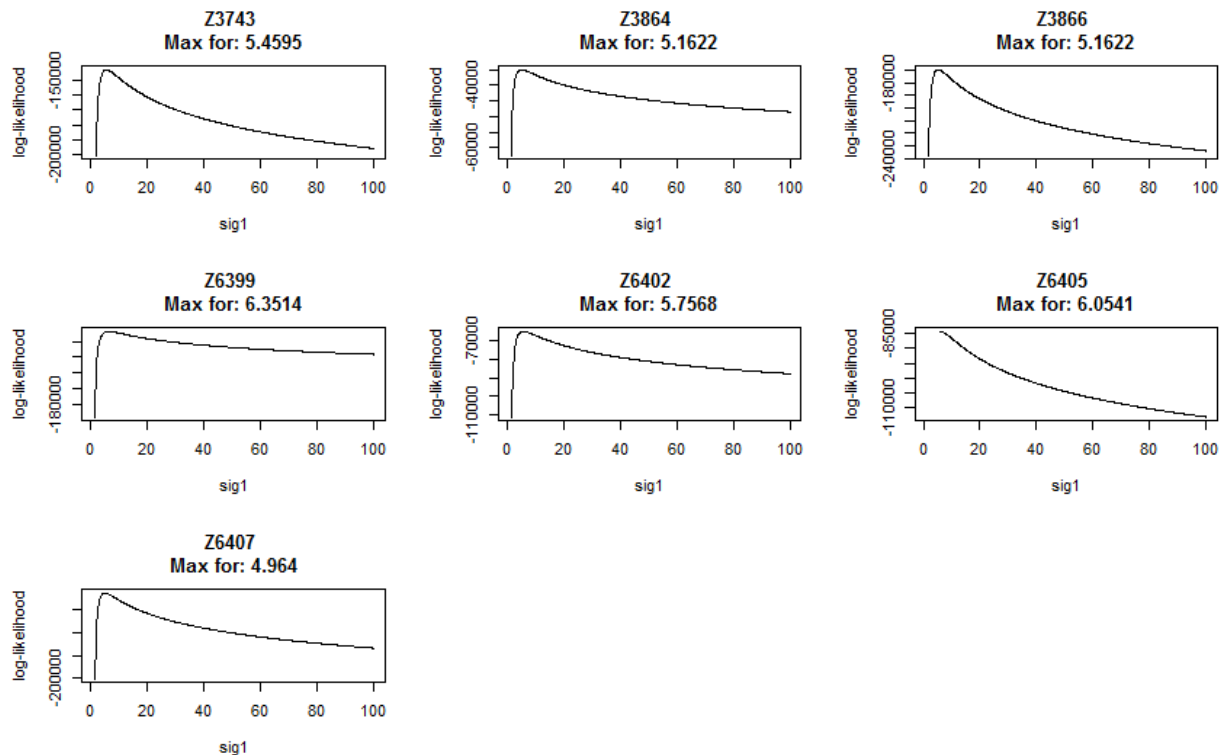 Z3743
Max for: 5.4595
log-likelihood
-1500000
-2000000
0 20 40 60 80 100
sig1
Z3864
Max for: 5.1622
log-likelihood
-40000
-60000
0 20 40 60 80 100
sig1
Z3866
Max for: 5.1622
log-likelihood
-180000
-240000
0 20 40 60 80 100
sig1
Z6399
Max for: 6.3514
log-likelihood
-180000
0 20 40 60 80 100
sig1
Z6402
Max for: 5.7568
log-likelihood
-70000
-110000
0 20 40 60 80 100
sig1
Z6405
Max for: 6.0541
log-likelihood
-850000
0 20 40 60 80 100
sig1
Z6407
Max for: 4.964
log-likelihood
-200000
0 20 40 60 80 100
sig1